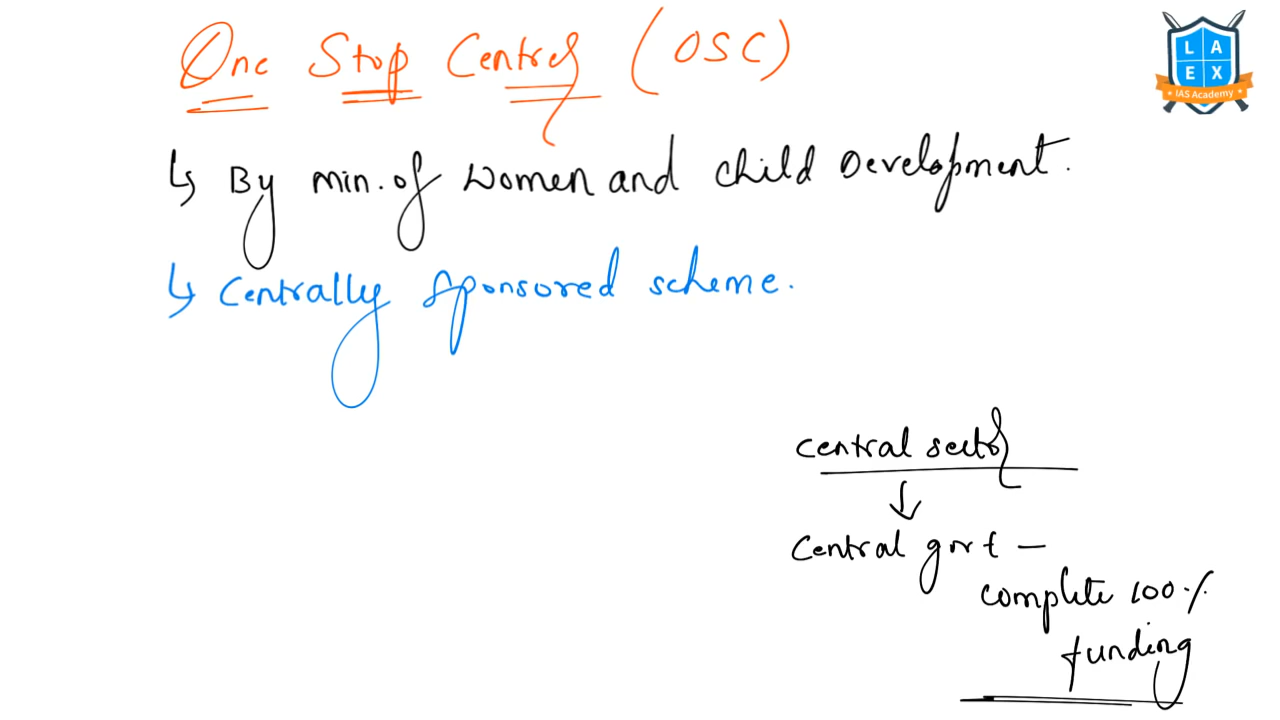 One Stop Centres (OSC)
L A
E X
IAS Academy
↳ By min. of women and child Development.
↳ Centrally sponsored scheme.
central sector
↓
Central govt —
complete 100%
funding